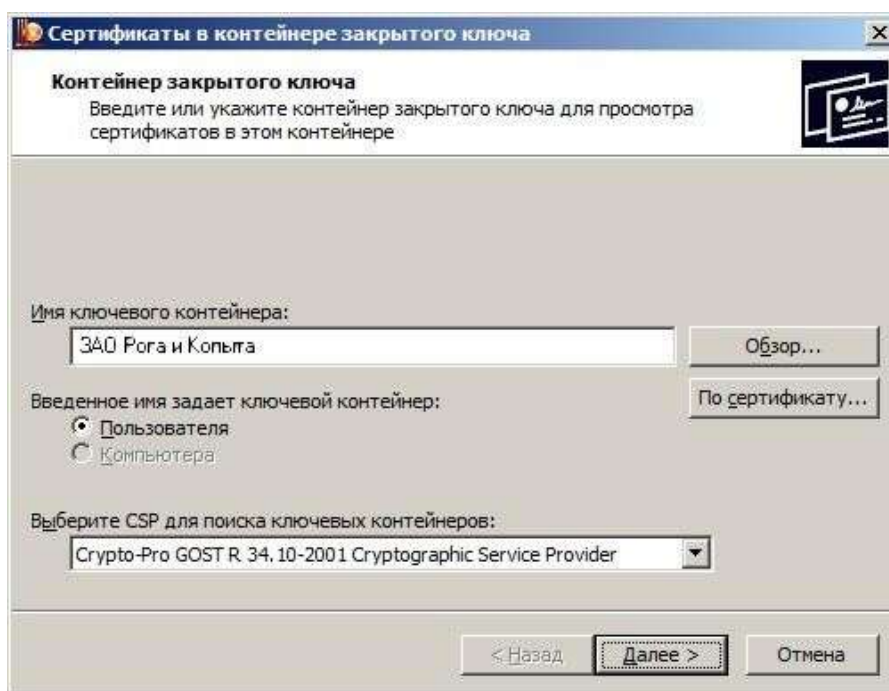 Сертификаты в контейнере закрытого ключа
Контейнер закрытого ключа
Введите или укажите контейнер закрытого ключа для просмотра
сертификатов в этом контейнере
Имя ключевого контейнера:
ЗАО Рога и Копыта
Обзор...
Введенное имя задает ключевой контейнер:
По сертификату...
Пользователя
Компьютера
Выберите CSP для поиска ключевых контейнеров:
Crypto-Pro GOST R 34.10-2001 Cryptographic Service Provider
< Назад
Далее >
Отмена